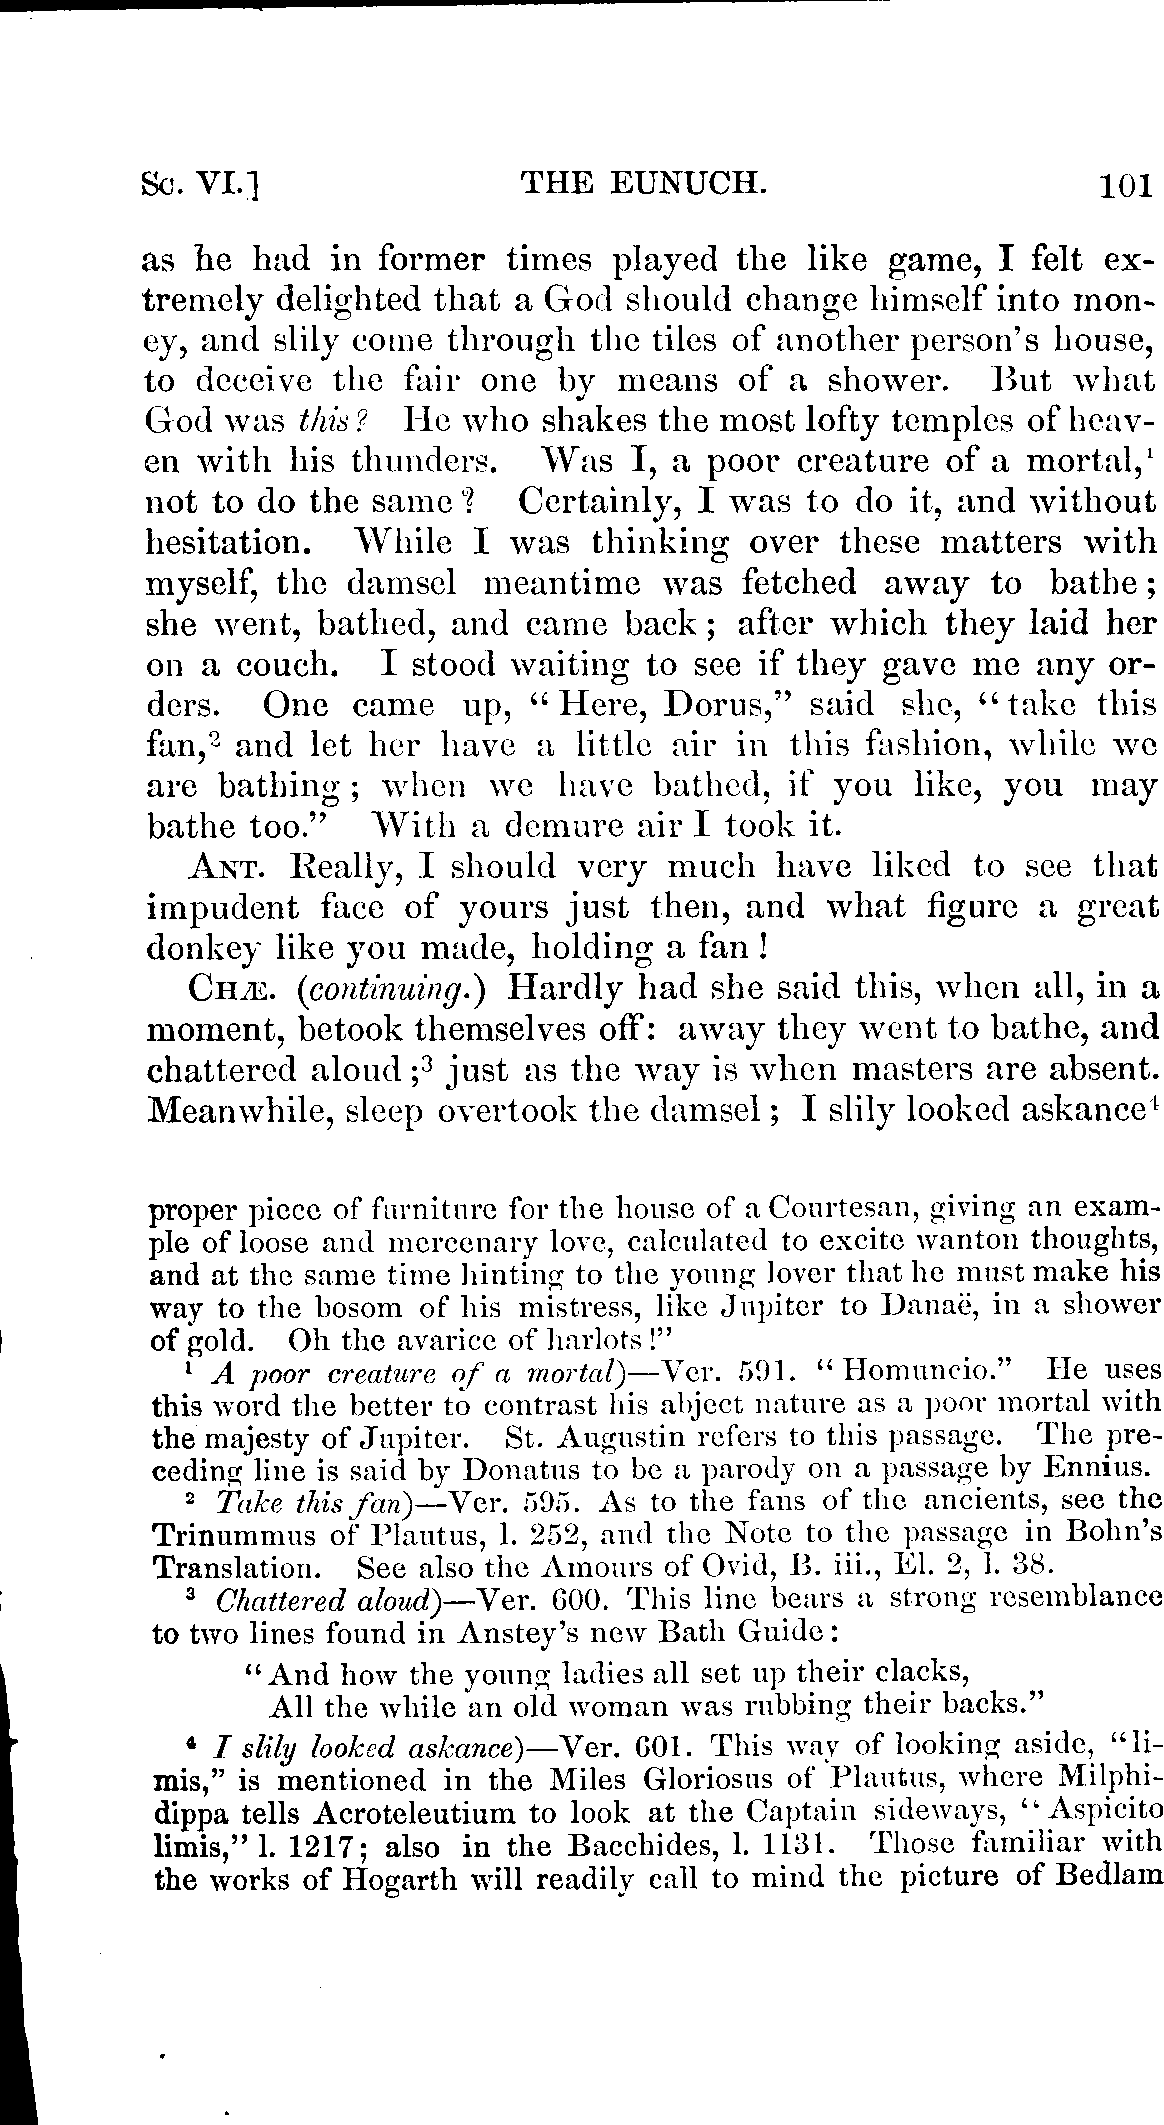 Sc. VI.] THE EUNUCH. 101
as he had in former times played the like game, I felt ex-
tremely delighted that a God should change himself into mon-
ey, and slily come through the tiles of another person's house,
to deceive the fair one by means of a shower. But what
God was this? He who shakes the most lofty temples of heav-
en with his thunders. Was I, a poor creature of a mortal,¹
not to do the same? Certainly, I was to do it, and without
hesitation. While I was thinking over these matters with
myself, the damsel meantime was fetched away to bathe;
she went, bathed, and came back; after which they laid her
on a couch. I stood waiting to see if they gave me any or-
ders. One came up, "Here, Dorus," said she, "take this
fan,² and let her have a little air in this fashion, while we
are bathing; when we have bathed, if you like, you may
bathe too." With a demure air I took it.
ANT. Really, I should very much have liked to see that
impudent face of yours just then, and what figure a great
donkey like you made, holding a fan!
CHÆ. (continuing.) Hardly had she said this, when all, in a
moment, betook themselves off: away they went to bathe, and
chattered aloud;³ just as the way is when masters are absent.
Meanwhile, sleep overtook the damsel; I slily looked askance⁴
proper piece of furniture for the house of a Courtesan, giving an exam-
ple of loose and mercenary love, calculated to excite wanton thoughts,
and at the same time hinting to the young lover that he must make his
way to the bosom of his mistress, like Jupiter to Danaë, in a shower
of gold. Oh the avarice of harlots!"
¹ A poor creature of a mortal)—Ver. 591. "Homuncio." He uses
this word the better to contrast his abject nature as a poor mortal with
the majesty of Jupiter. St. Augustin refers to this passage. The pre-
ceding line is said by Donatus to be a parody on a passage by Ennius.
² Take this fan)—Ver. 595. As to the fans of the ancients, see the
Trinummus of Plautus, l. 252, and the Note to the passage in Bohn's
Translation. See also the Amours of Ovid, B. iii., El. 2, l. 38.
³ Chattered aloud)—Ver. 600. This line bears a strong resemblance
to two lines found in Anstey's new Bath Guide:
"And how the young ladies all set up their clacks,
All the while an old woman was rubbing their backs."
⁴ I slily looked askance)—Ver. 601. This way of looking aside, "li-
mis," is mentioned in the Miles Gloriosus of Plautus, where Milphi-
dippa tells Acroteleutium to look at the Captain sideways, "Aspicito
limis," l. 1217; also in the Bacchides, l. 1131. Those familiar with
the works of Hogarth will readily call to mind the picture of Bedlam